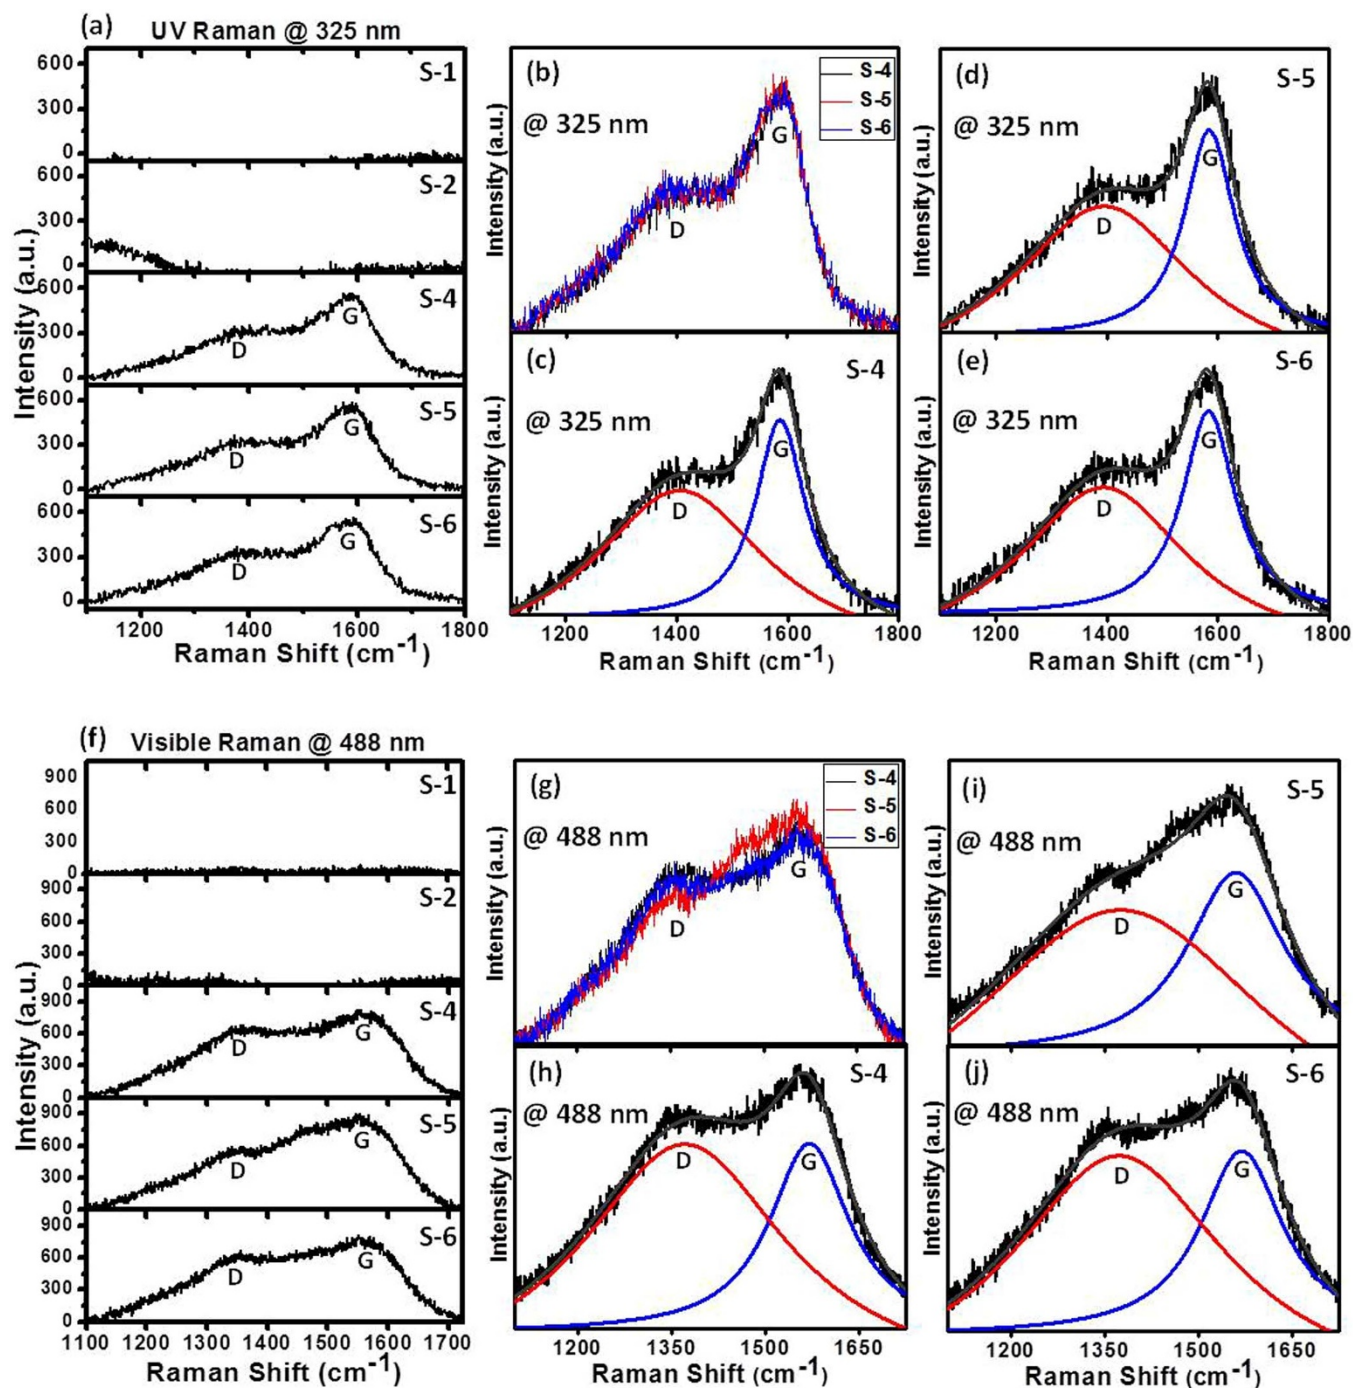 (a) UV Raman @ 325 nm
600
300
0
S-1
600
300
0
S-2
600
300
0
S-4
D
G
600
300
0
S-5
D
G
600
300
0
S-6
D
G
1200 1400 1600 1800
Raman Shift (cm-1)
Intensity (a.u.)
(b)
@ 325 nm
S-4
S-5
S-6
D
G
Intensity (a.u.)
(c)
S-4
@ 325 nm
D
G
Intensity (a.u.)
1200 1400 1600 1800
Raman Shift (cm-1)
(d)
S-5
@ 325 nm
D
G
Intensity (a.u.)
(e)
S-6
@ 325 nm
D
G
Intensity (a.u.)
1200 1400 1600 1800
Raman Shift (cm-1)
(f) Visible Raman @ 488 nm
900
600
300
0
S-1
900
600
300
0
S-2
900
600
300
0
S-4
D
G
900
600
300
0
S-5
D
G
900
600
300
0
S-6
D
G
1100 1200 1300 1400 1500 1600 1700
Raman Shift (cm-1)
Intensity (a.u.)
(g)
@ 488 nm
S-4
S-5
S-6
D
G
Intensity (a.u.)
(h)
S-4
@ 488 nm
D
G
Intensity (a.u.)
1200 1350 1500 1650
Raman Shift (cm-1)
(i)
S-5
@ 488 nm
D
G
Intensity (a.u.)
(j)
S-6
@ 488 nm
D
G
Intensity (a.u.)
1200 1350 1500 1650
Raman Shift (cm-1)